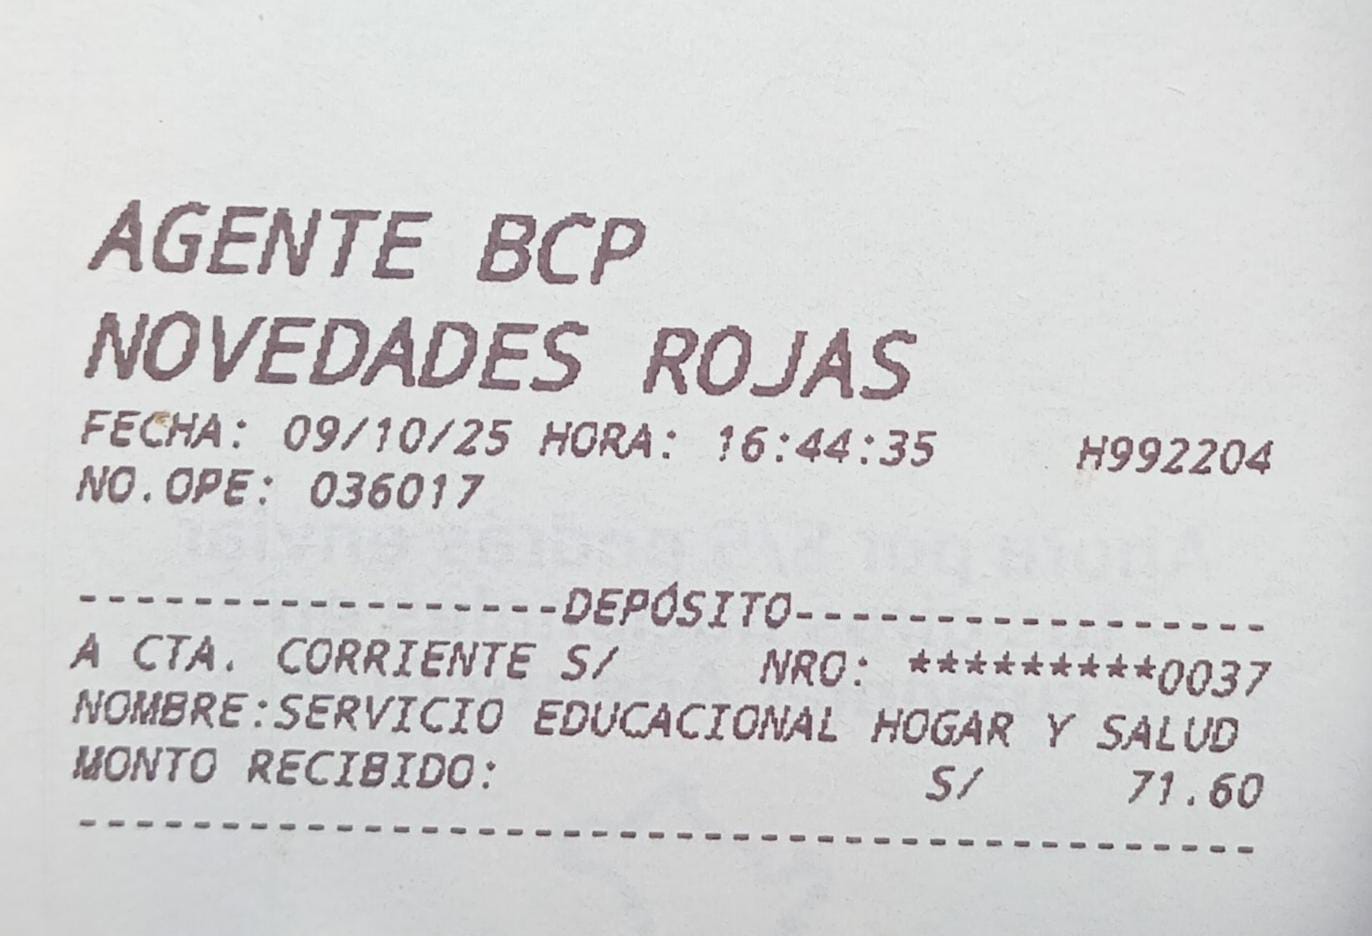 AGENTE BCP
NOVEDADES ROJAS
FECHA: 09/10/25 HORA: 16:44:35 H992204
NO.OPE: 036017
-----------------DEPÓSITO-----------------
A CTA. CORRIENTE S/ NRO: *********0037
NOMBRE:SERVICIO EDUCACIONAL HOGAR Y SALUD
MONTO RECIBIDO: S/ 71.60
------------------------------------------